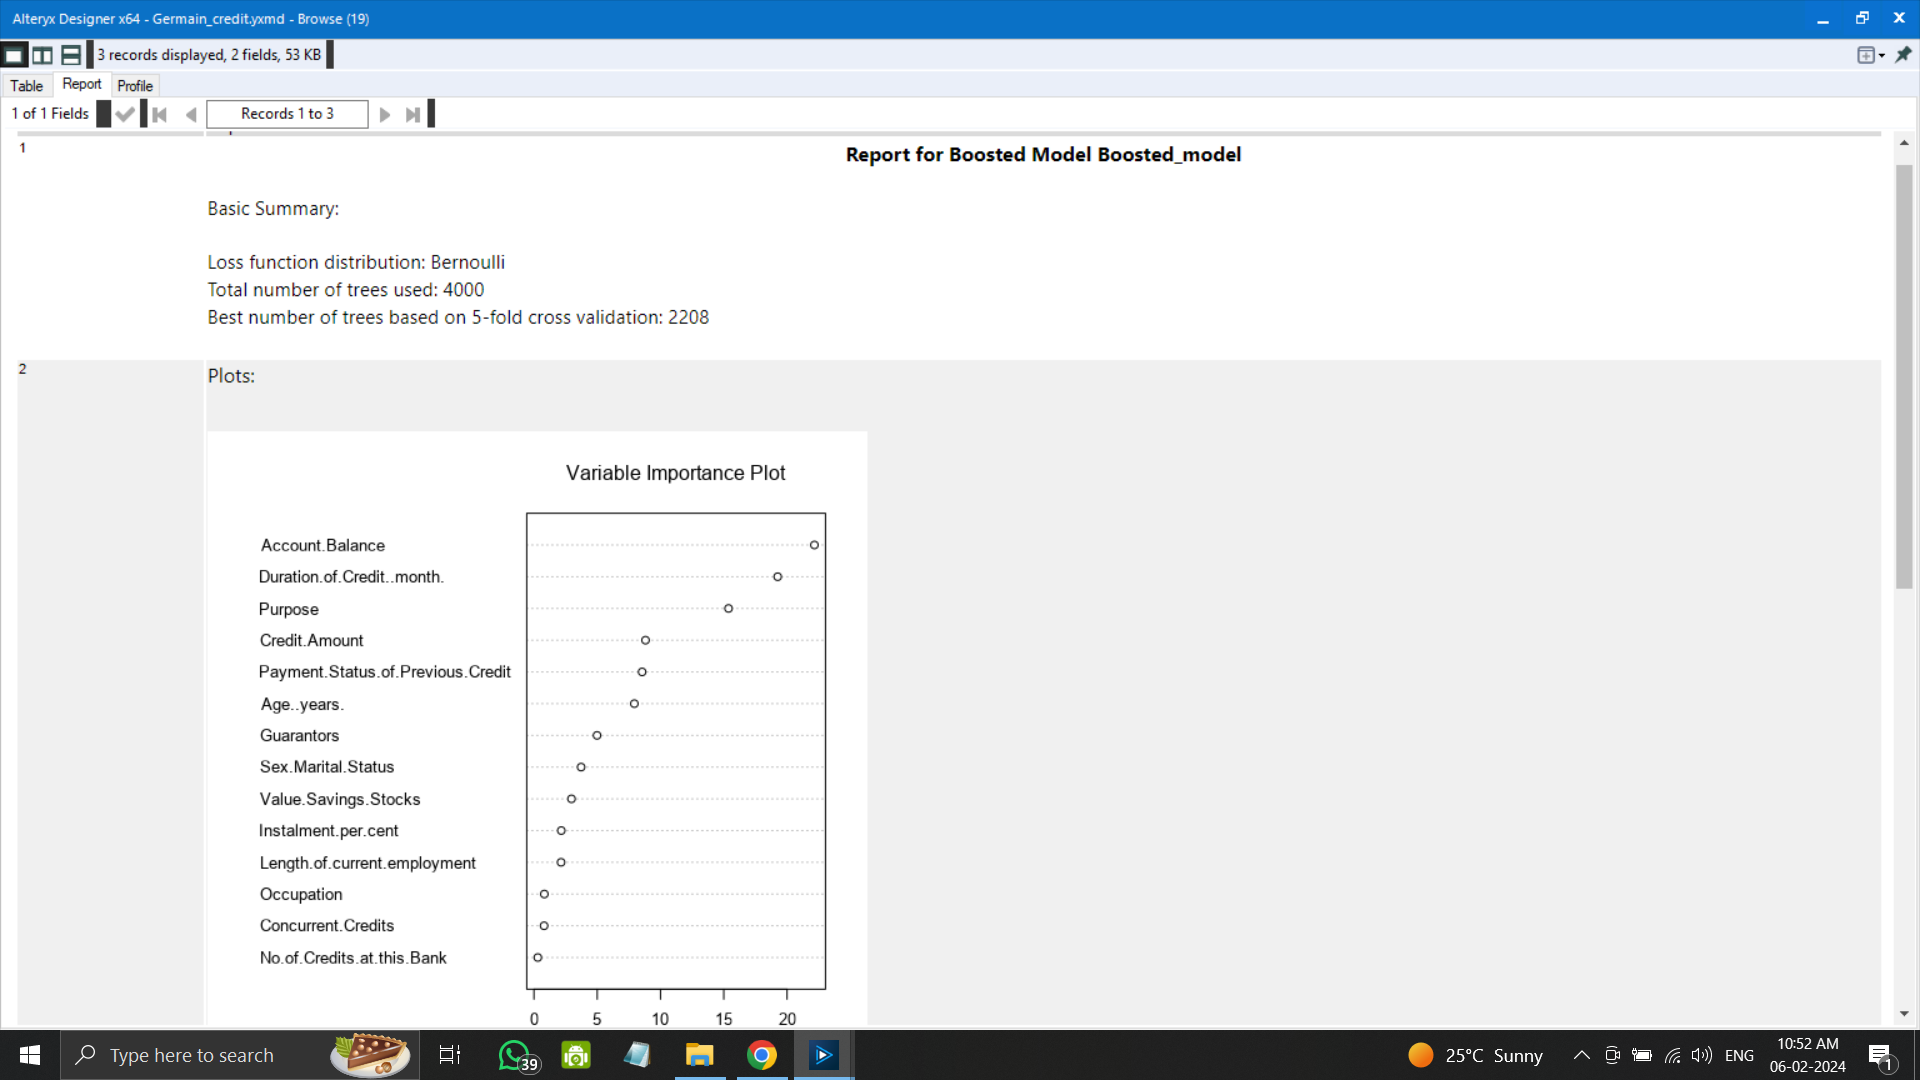 Alteryx Designer x64 - Germain_credit.yxmd - Browse (19)
3 records displayed, 2 fields, 53 KB
Table Report Profile
1 of 1 Fields Records 1 to 3
1
Report for Boosted Model Boosted_model
Basic Summary:
Loss function distribution: Bernoulli
Total number of trees used: 4000
Best number of trees based on 5-fold cross validation: 2208
2
Plots:
Variable Importance Plot
Account.Balance
Duration.of.Credit..month.
Purpose
Credit.Amount
Payment.Status.of.Previous.Credit
Age..years.
Guarantors
Sex.Marital.Status
Value.Savings.Stocks
Instalment.per.cent
Length.of.current.employment
Occupation
Concurrent.Credits
No.of.Credits.at.this.Bank
0 5 10 15 20
Type here to search
39
25°C Sunny
ENG
10:52 AM
06-02-2024
1